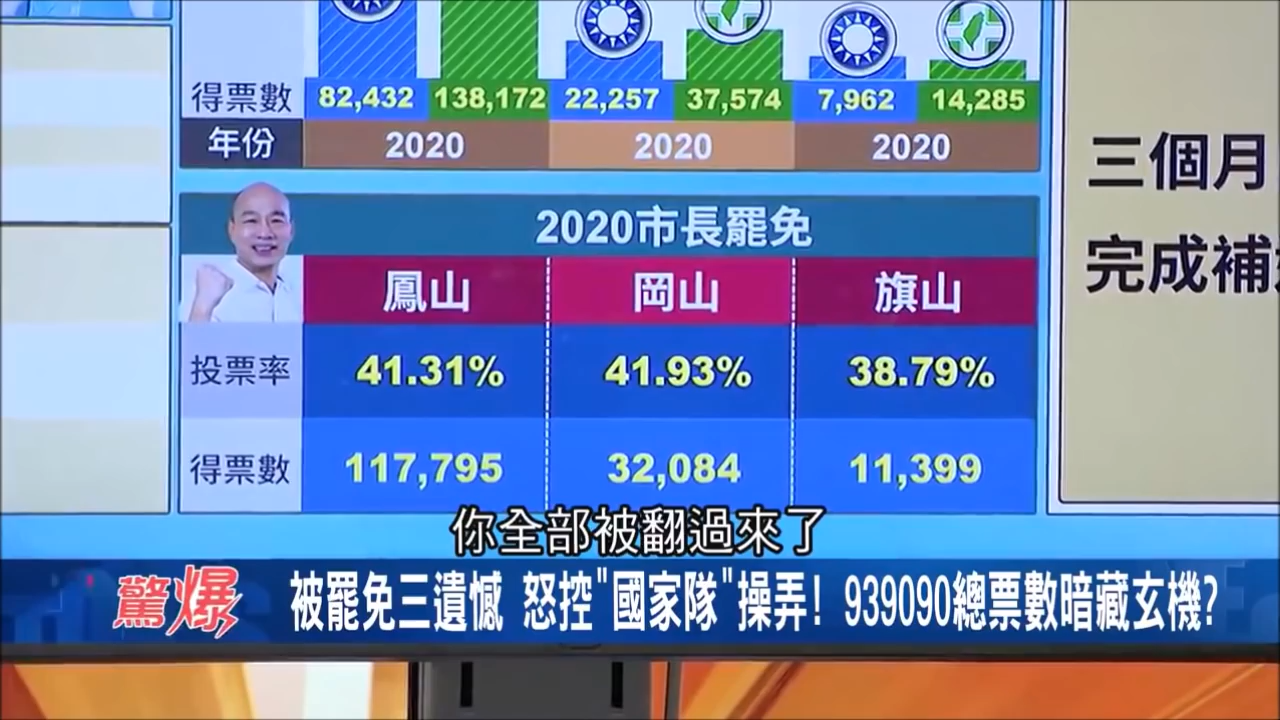 得票數 82,432 138,172 22,257 37,574 7,962 14,285
年份 2020 2020 2020
三個月
完成補
2020市長罷免
鳳山 岡山 旗山
投票率 41.31% 41.93% 38.79%
得票數 117,795 32,084 11,399
你全部被翻過來了
驚爆 被罷免三遺憾 怒控"國家隊"操弄! 939090總票數暗藏玄機?